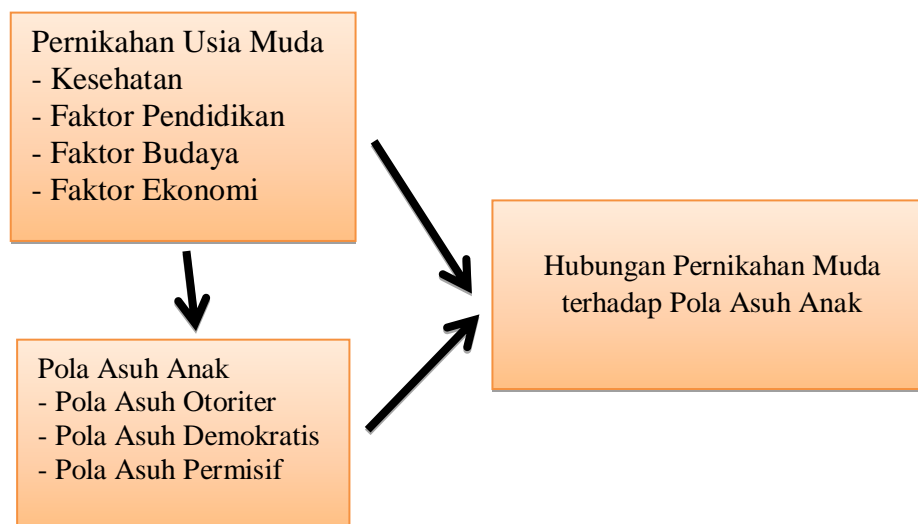 Pernikahan Usia Muda
- Kesehatan
- Faktor Pendidikan
- Faktor Budaya
- Faktor Ekonomi
Hubungan Pernikahan Muda
terhadap Pola Asuh Anak
Pola Asuh Anak
- Pola Asuh Otoriter
- Pola Asuh Demokratis
- Pola Asuh Permisif